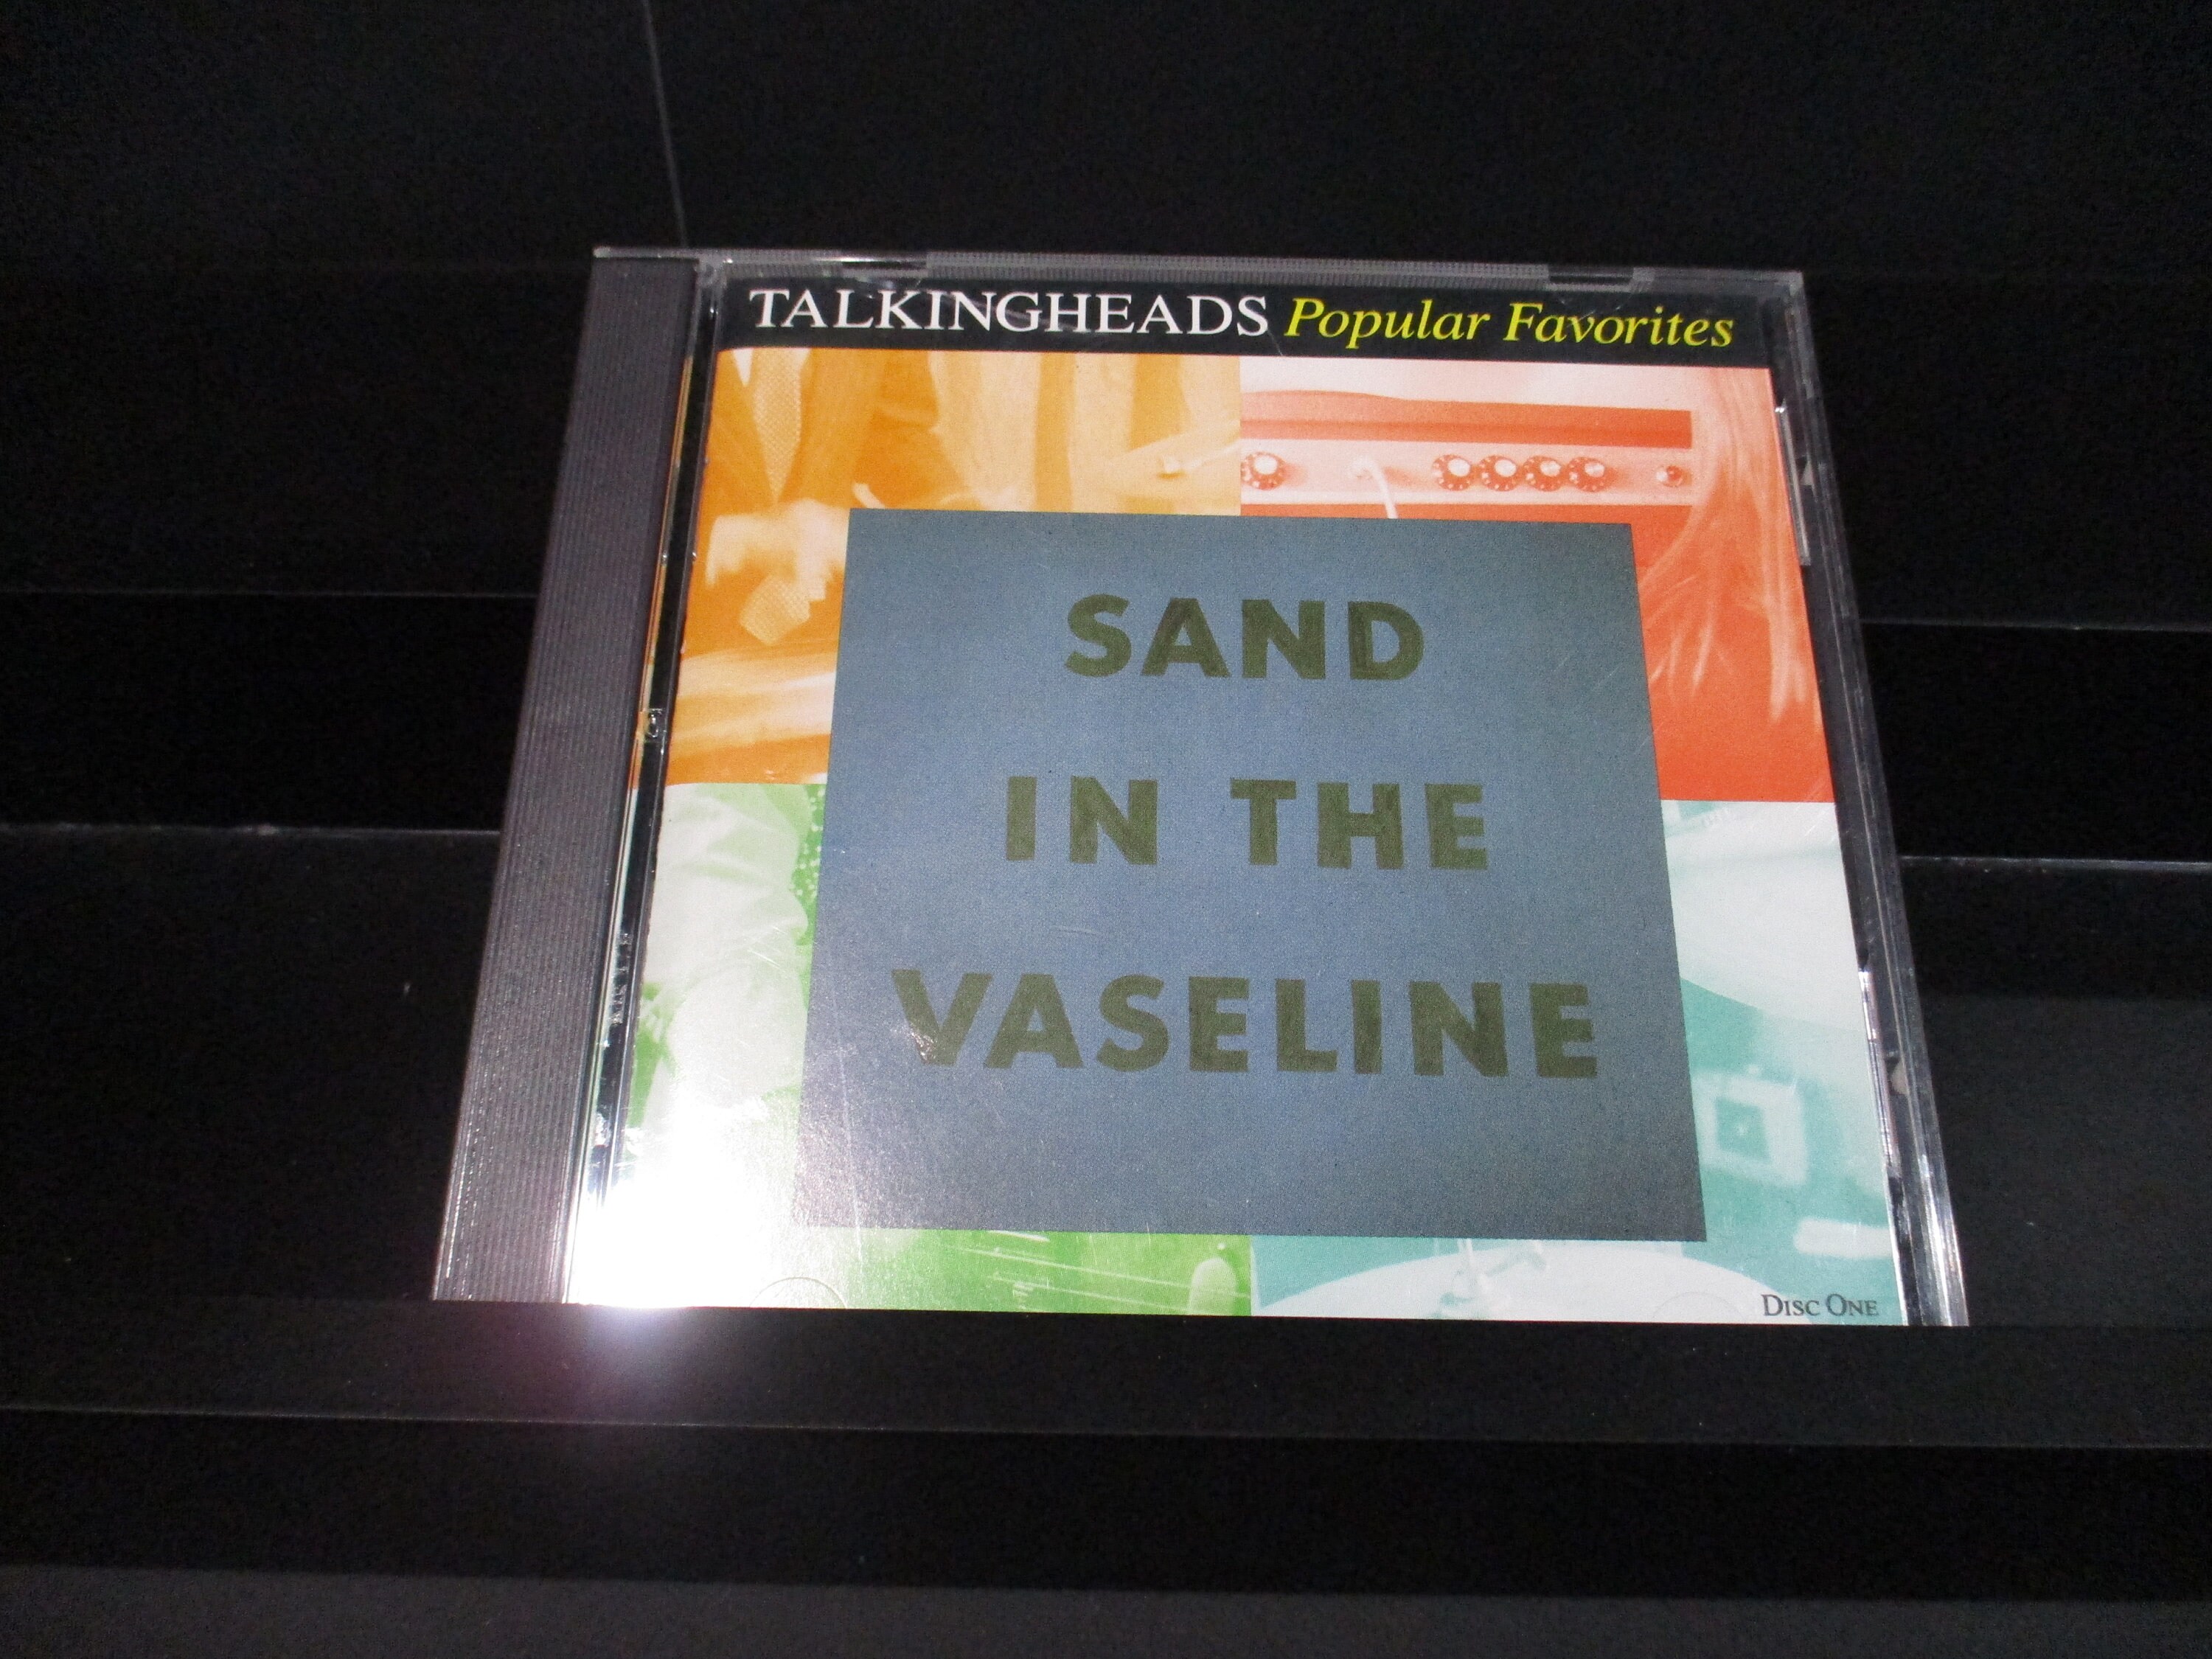 TALKINGHEADS Popular Favorites
SAND
IN THE
VASELINE
DISC ONE